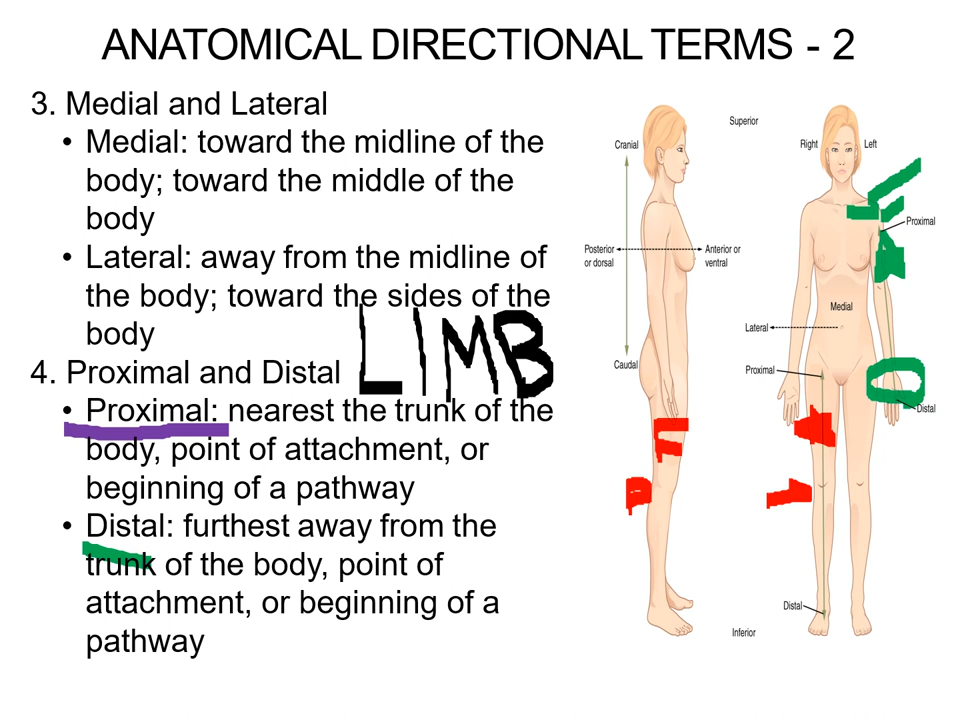 ANATOMICAL DIRECTIONAL TERMS - 2
3. Medial and Lateral
• Medial: toward the midline of the
body; toward the middle of the
body
• Lateral: away from the midline of
the body; toward the sides of the
body
LIMB
4. Proximal and Distal
• Proximal: nearest the trunk of the
body, point of attachment, or
beginning of a pathway
• Distal: furthest away from the
trunk of the body, point of
attachment, or beginning of a
pathway
Superior
Cranial
Right
Left
Proximal
Posterior
or dorsal
Anterior or
ventral
Medial
Lateral
Caudal
Proximal
Distal
Distal
Inferior